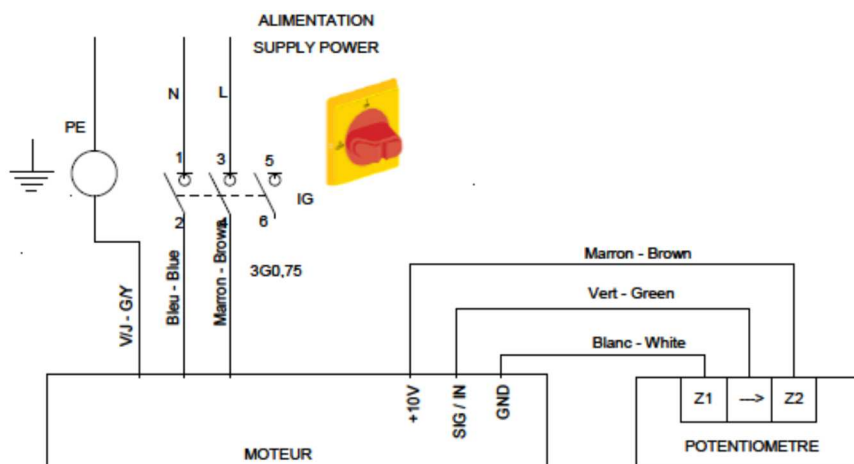 ALIMENTATION
SUPPLY POWER
N
L
PE
1
3
5
IG
2
4
6
V/J - G/Y
Bleu - Blue
Marron - Brown
3G0,75
Marron - Brown
Vert - Green
Blanc - White
+10V
SIG / IN
GND
Z1
--->
Z2
MOTEUR
POTENTIOMETRE